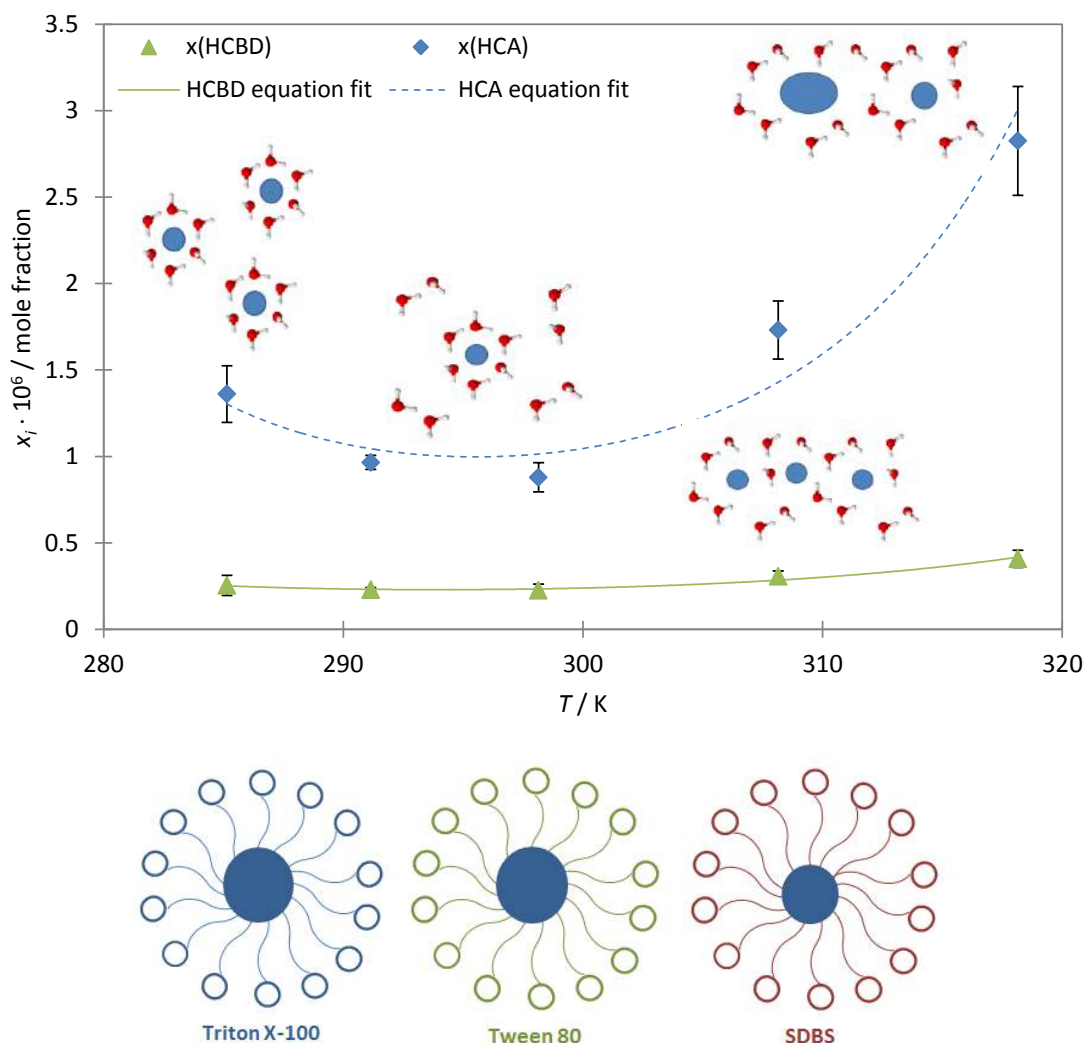 3.5
3
2.5
2
1.5
1
0.5
0
x(HCBD)
x(HCA)
HCBD equation fit
HCA equation fit
xᵢ · 10⁶ / mole fraction
280
290
300
310
320
T / K
Triton X-100
Tween 80
SDBS